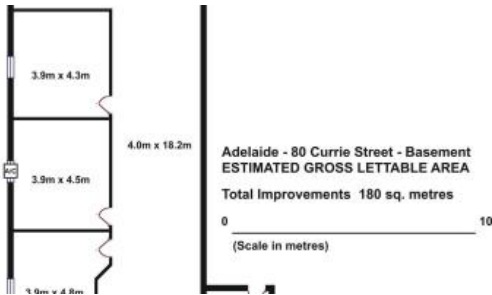 3.9m x 4.3m
4.0m x 18.2m
A/C
3.9m x 4.5m
3.9m x 4.8m
Adelaide - 80 Currie Street - Basement
ESTIMATED GROSS LETTABLE AREA
Total Improvements 180 sq. metres
0 10
(Scale in metres)